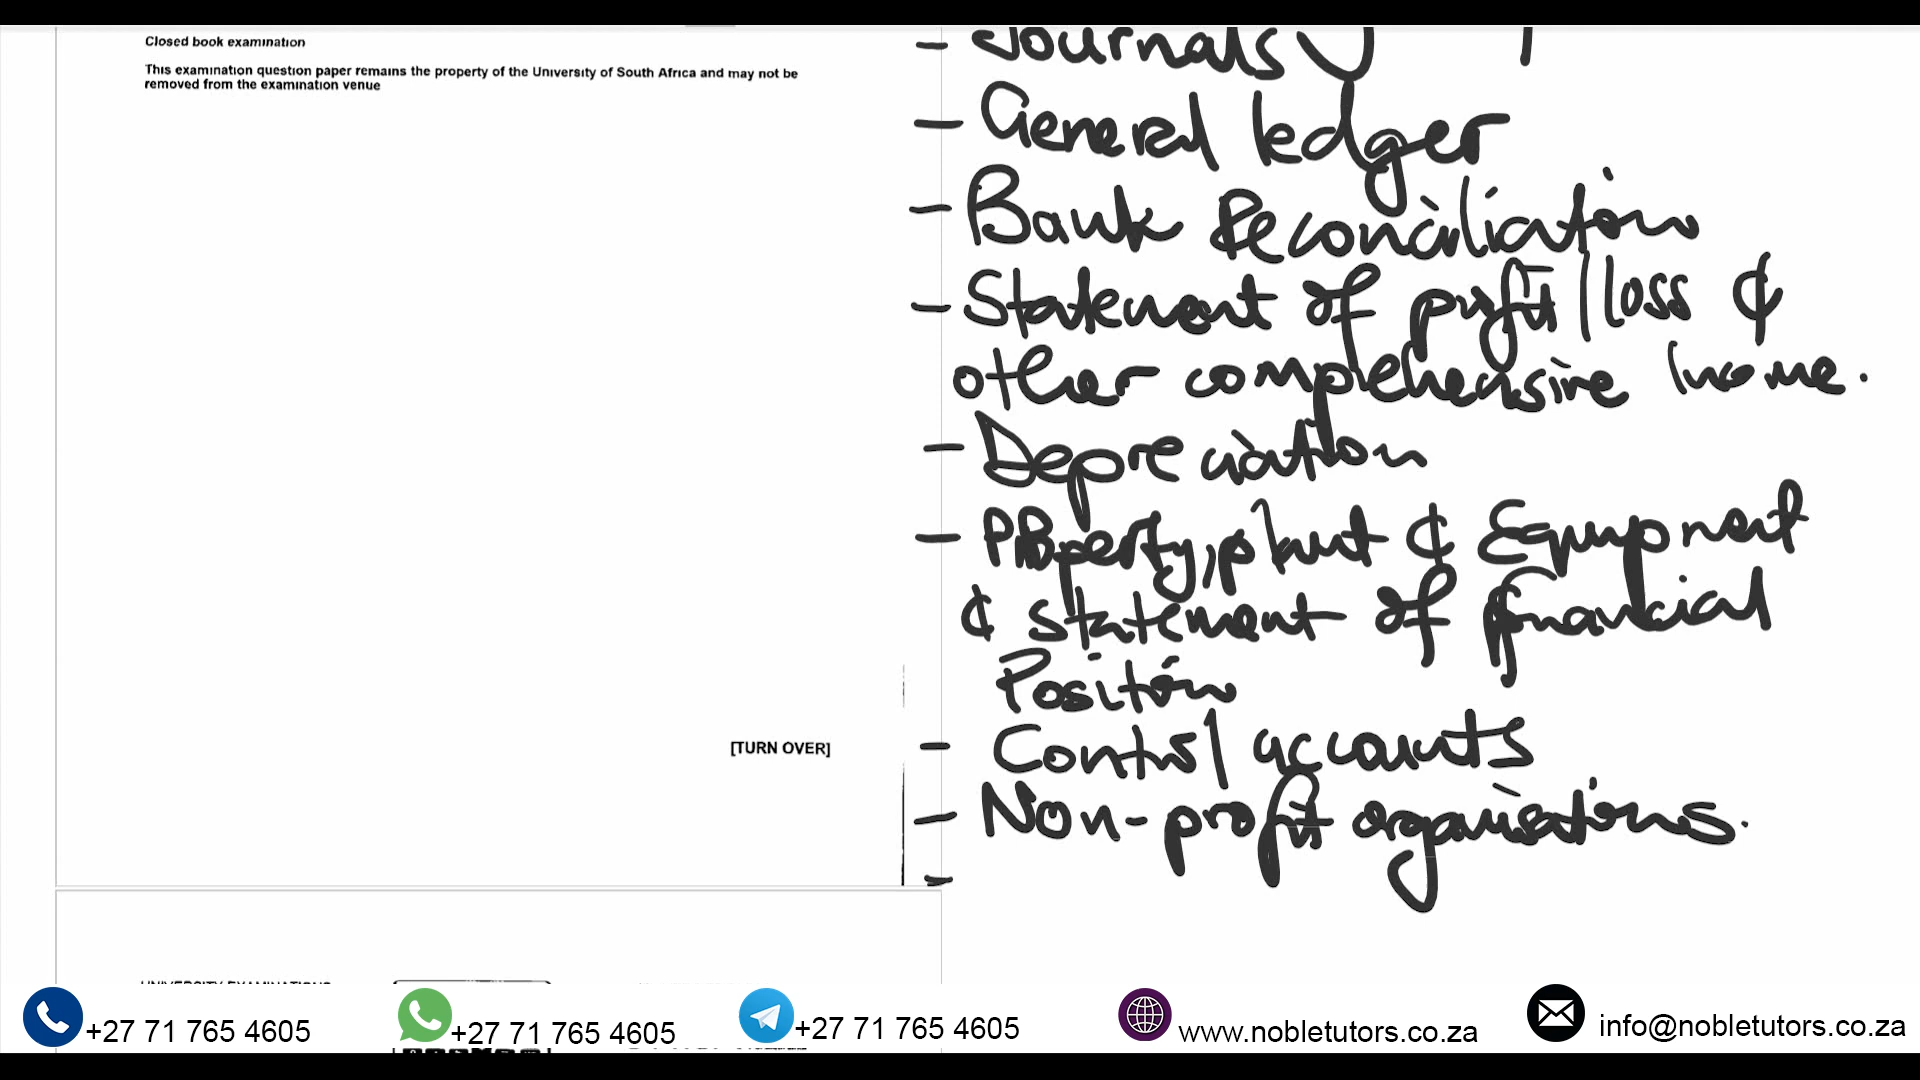 Closed book examination
This examination question paper remains the property of the University of South Africa and may not be
removed from the examination venue
[TURN OVER]
- Journals
- General ledger
- Bank Reconciliation
- Statement of profit/loss &
other comprehensive Income.
- Depreciation
- Property, plant & Equipment
& statement of financial
Position
- Control accounts
- Non-profit organisations.
-
UNIVERSITY EXAMINATIONS
+27 71 765 4605
+27 71 765 4605
+27 71 765 4605
www.nobletutors.co.za
info@nobletutors.co.za